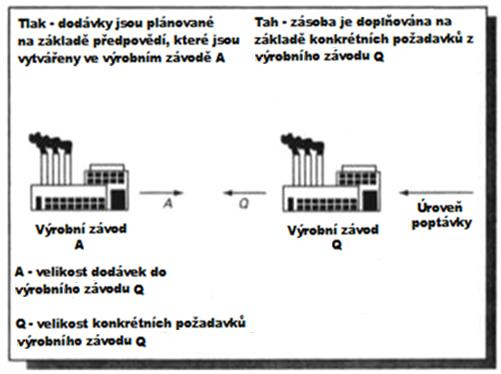 Tlak - dodávky jsou plánované
na základě předpovědí, které jsou
vytvářeny ve výrobním závodě A
Tah - zásoba je doplňována na
základě konkrétních požadavků z
výrobního závodu Q
A
Q
Výrobní závod
A
Výrobní závod
Q
Úroveň
poptávky
A - velikost dodávek do
výrobního závodu Q
Q - velikost konkrétních požadavků
výrobního závodu Q